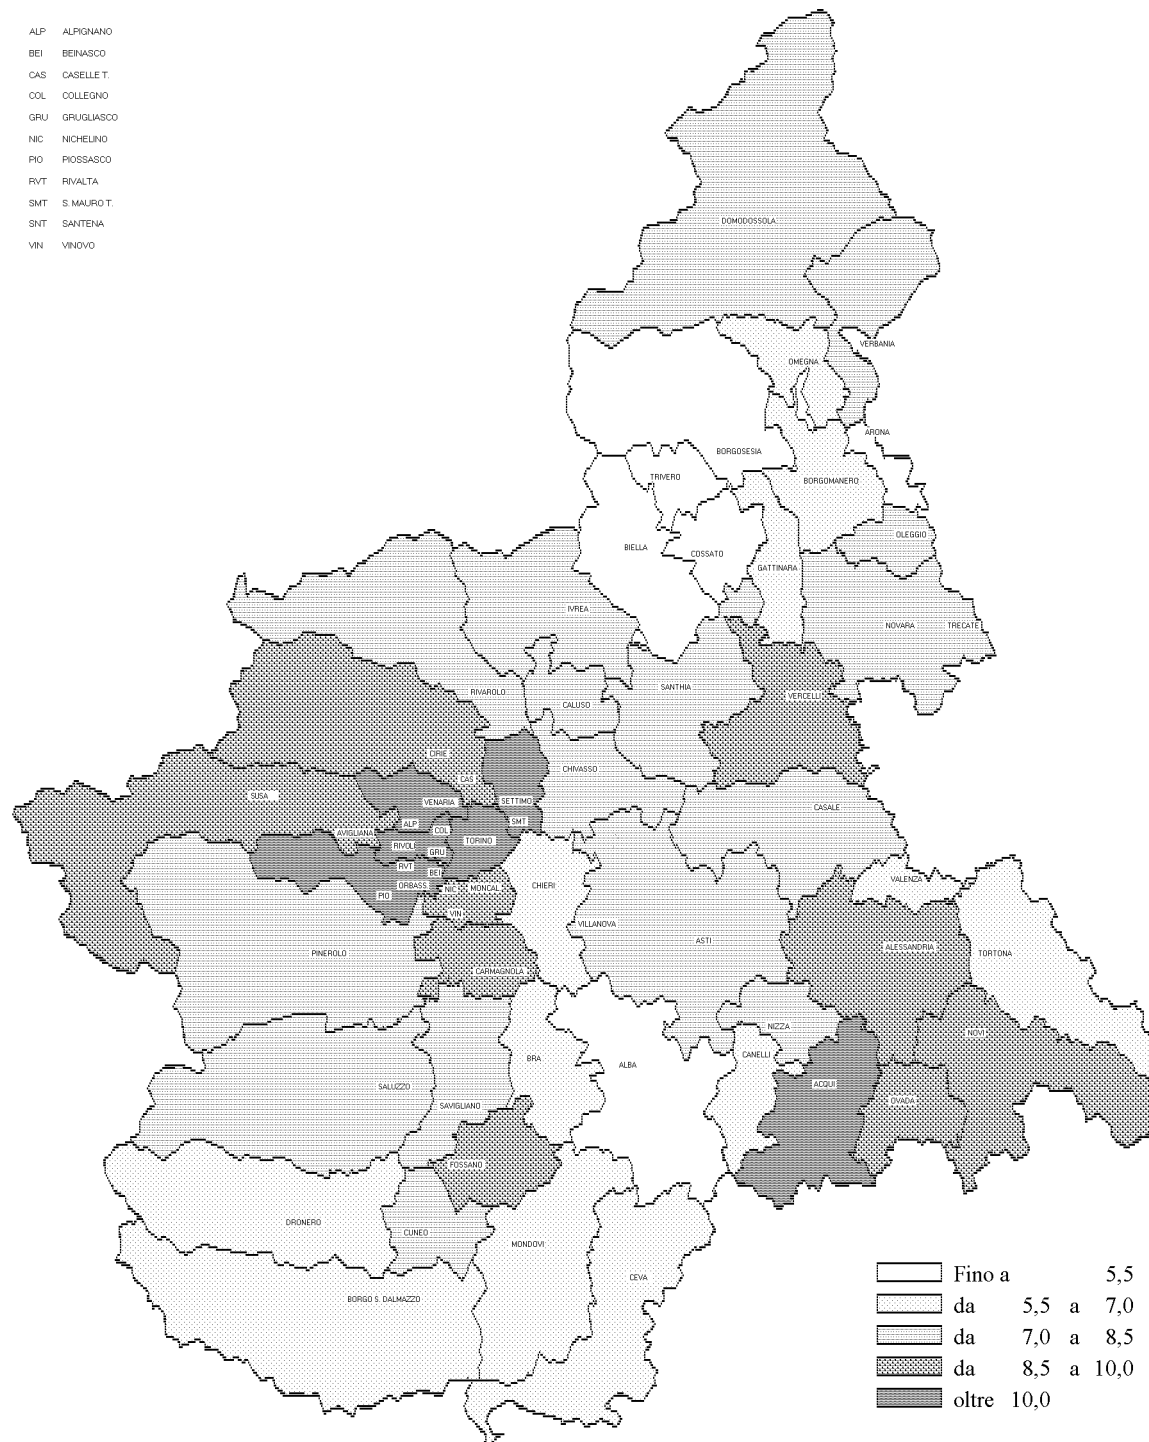 ALP ALPIGNANO
BEI BEINASCO
CAS CASELLE T.
COL COLLEGNO
GRU GRUGLIASCO
NIC NICHELINO
PIO PIOSSASCO
RVT RIVALTA
SMT S. MAURO T.
SNT SANTENA
VIN VINOVO
DOMODOSSOLA
VERBANIA
OMEGNA
ARONA
BORGOSESIA
TRIVERO
BORGOMANERO
OLEGGIO
BIELLA
COSSATO
GATTINARA
IVREA
NOVARA
TRECATE
RIVAROLO
SANTHIA
VERCELLI
CALUSO
CIRIE
CHIVASSO
CAS
SUSA
VENARIA
SETTIMO
CASALE
ALP
SMT
AVIGLIANA
COL
TORINO
RIVOLI
GRU
RVT
BEI
VALENZA
ORBASS.
NIC
MONCAL
CHIERI
PIO
VIN
VILLANOVA
ASTI
ALESSANDRIA
PINEROLO
TORTONA
CARMAGNOLA
NIZZA
NOVI
BRA
ALBA
CANELLI
SALUZZO
ACQUI
SAVIGLIANO
OVADA
FOSSANO
DRONERO
CUNEO
MONDOVI
CEVA
BORGO S. DALMAZZO
Fino a 5,5
da 5,5 a 7,0
da 7,0 a 8,5
da 8,5 a 10,0
oltre 10,0